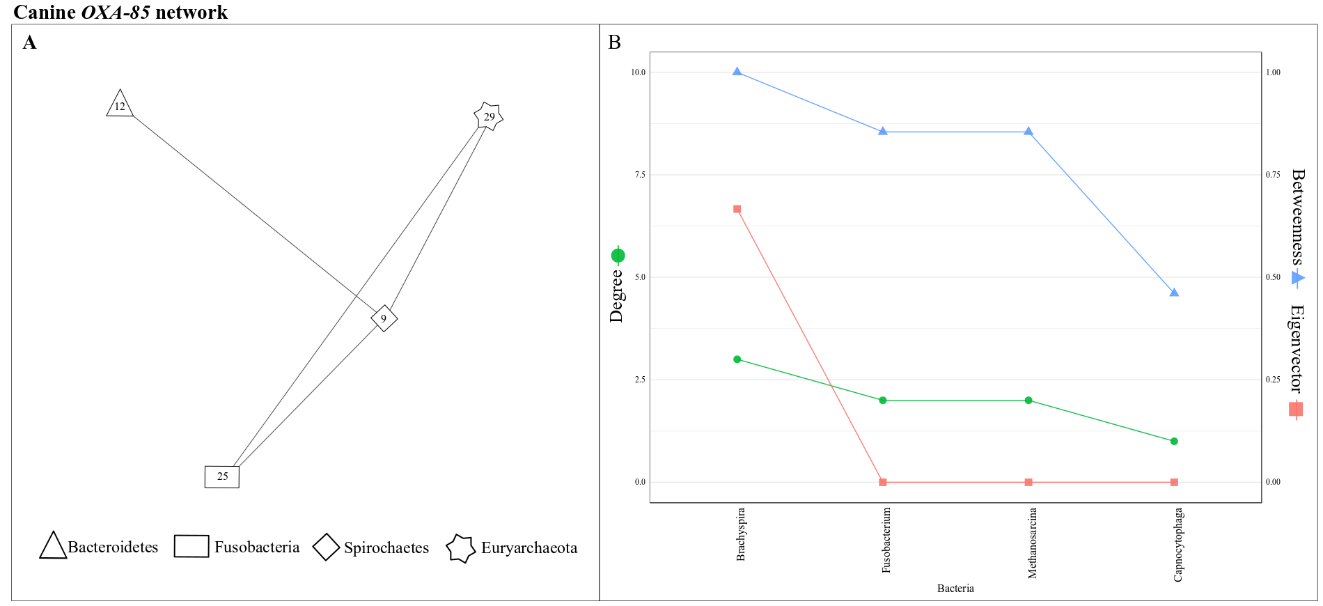 Canine OXA-85 network
A
12
29
9
25
Bacteroidetes
Fusobacteria
Spirochaetes
Euryarchaeota
B
10.0
7.5
5.0
2.5
0.0
Degree
1.00
0.75
0.50
0.25
0.00
Betweenness
Eigenvector
Brachyspira
Fusobacterium
Methanosarcina
Capnocytophaga
Bacteria